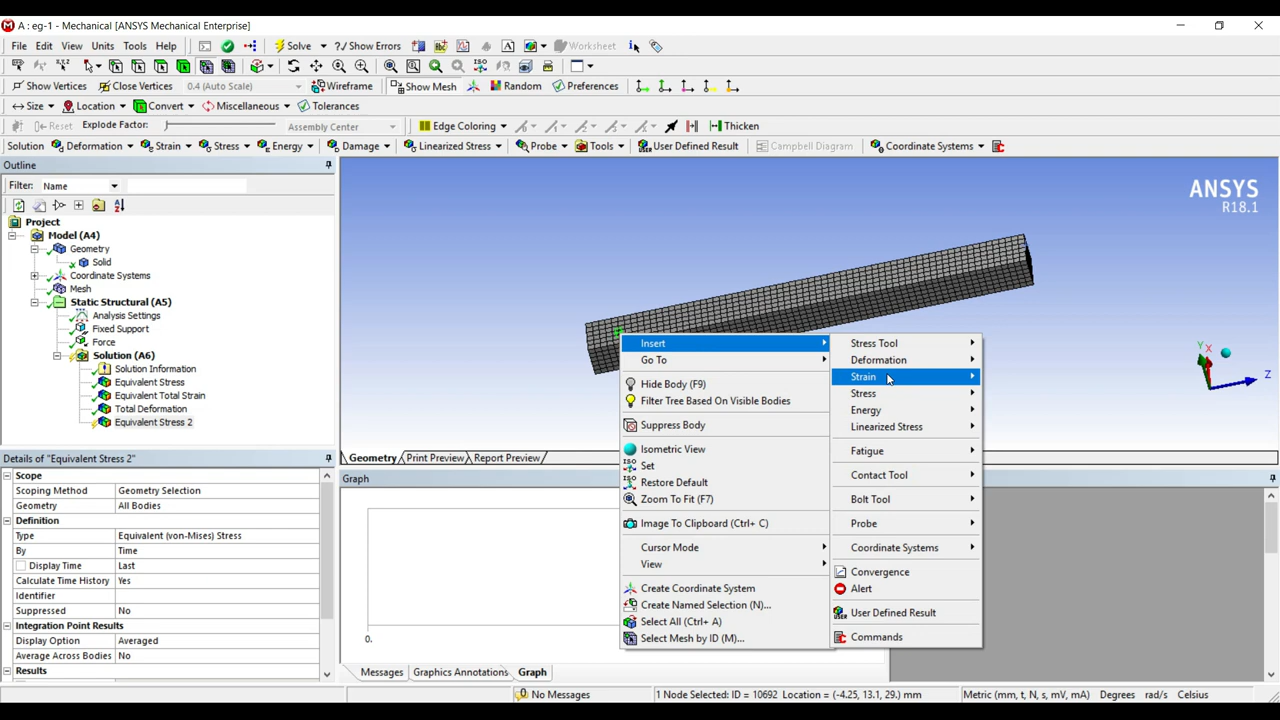 A : eg-1 - Mechanical [ANSYS Mechanical Enterprise]
File Edit View Units Tools Help Solve Show Errors Worksheet
Show Vertices Close Vertices 0.4 (Auto Scale) Wireframe Show Mesh Random Preferences
Size Location Convert Miscellaneous Tolerances
Reset Explode Factor: Assembly Center Edge Coloring Thicken
Solution Deformation Strain Stress Energy Damage Linearized Stress Probe Tools User Defined Result Campbell Diagram Coordinate Systems
Outline
Filter: Name
Project
Model (A4)
Geometry
Solid
Coordinate Systems
Mesh
Static Structural (A5)
Analysis Settings
Fixed Support
Force
Solution (A6)
Solution Information
Equivalent Stress
Equivalent Total Strain
Total Deformation
Equivalent Stress 2
Details of "Equivalent Stress 2"
Scope
Scoping Method Geometry Selection
Geometry All Bodies
Definition
Type Equivalent (von-Mises) Stress
By Time
Display Time Last
Calculate Time History Yes
Identifier
Suppressed No
Integration Point Results
Display Option Averaged
Average Across Bodies No
Results
ANSYS
R18.1
Y X Z
Insert
Go To
Hide Body (F9)
Filter Tree Based On Visible Bodies
Suppress Body
Isometric View
ISO Set
Restore Default
Zoom To Fit (F7)
Image To Clipboard (Ctrl+ C)
Cursor Mode
View
Create Coordinate System
Create Named Selection (N)...
Select All (Ctrl+ A)
Select Mesh by ID (M)...
Stress Tool
Deformation
Strain
Stress
Energy
Linearized Stress
Fatigue
Contact Tool
Bolt Tool
Probe
Coordinate Systems
Convergence
Alert
User Defined Result
Commands
Geometry Print Preview Report Preview
Graph
0.
Messages Graphics Annotations Graph
No Messages 1 Node Selected: ID = 10692 Location = (-4.25, 13.1, 29.) mm Metric (mm, t, N, s, mV, mA) Degrees rad/s Celsius